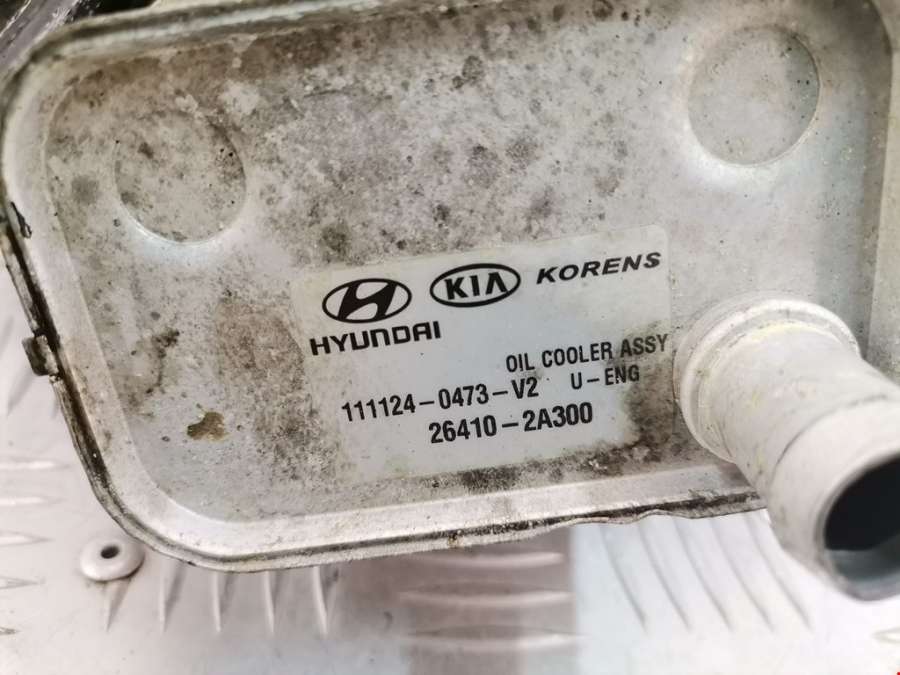 HYUNDAI
KIA
KORENS
OIL COOLER ASSY
111124-0473-V2 U-ENG
26410-2A300